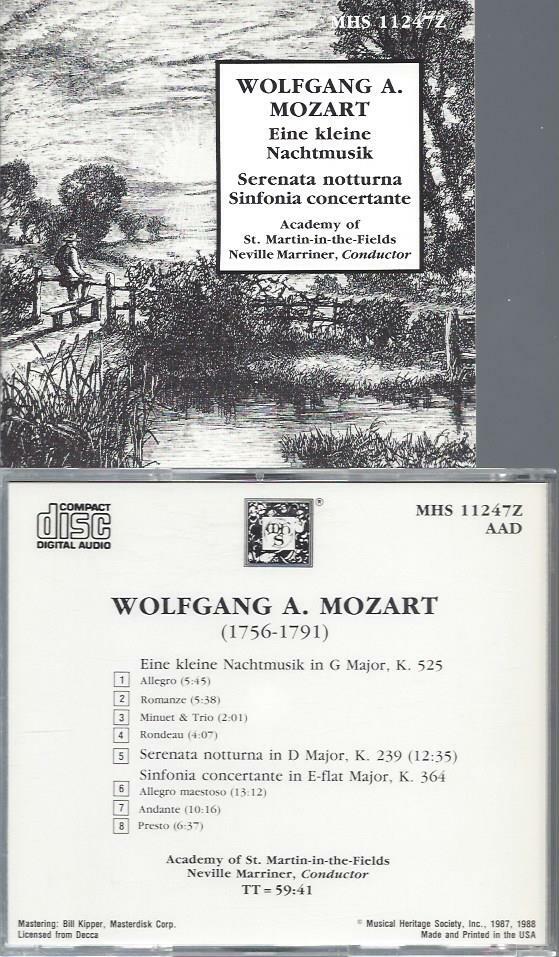 MHS 11247Z
WOLFGANG A.
MOZART
Eine kleine
Nachtmusik
Serenata notturna
Sinfonia concertante
Academy of
St. Martin-in-the-Fields
Neville Marriner, Conductor
COMPACT
disc
DIGITAL AUDIO
®
MHS 11247Z
AAD
WOLFGANG A. MOZART
(1756-1791)
Eine kleine Nachtmusik in G Major, K. 525
1 Allegro (5:45)
2 Romanze (5:38)
3 Minuet & Trio (2:01)
4 Rondeau (4:07)
5 Serenata notturna in D Major, K. 239 (12:35)
Sinfonia concertante in E-flat Major, K. 364
6 Allegro maestoso (13:12)
7 Andante (10:16)
8 Presto (6:37)
Academy of St. Martin-in-the-Fields
Neville Marriner, Conductor
TT = 59:41
Mastering: Bill Kipper, Masterdisk Corp.
Licensed from Decca
© Musical Heritage Society, Inc., 1987, 1988
Made and Printed in the USA